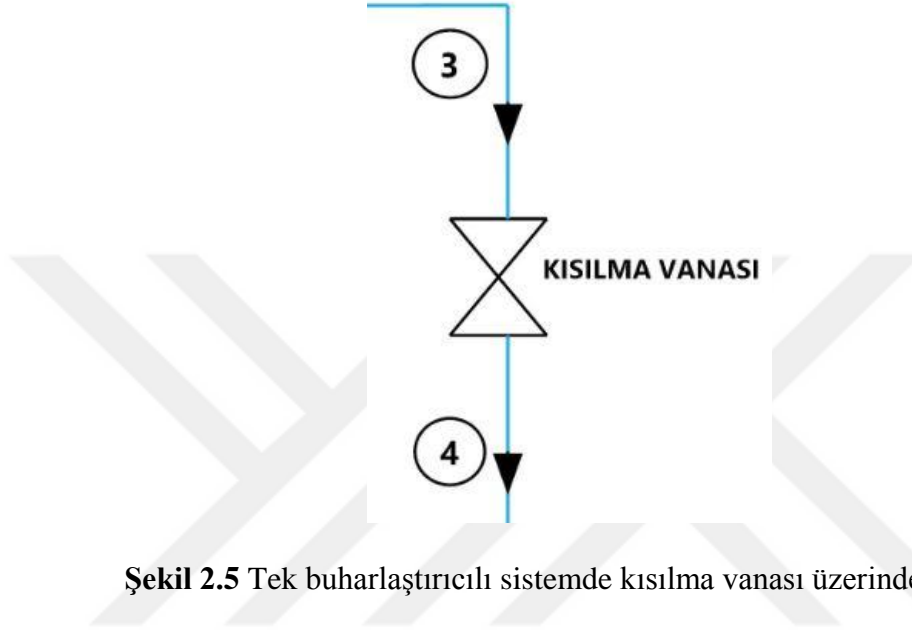 3
KISILMA VANASI
4
Şekil 2.5 Tek buharlaştırıcılı sistemde kısılma vanası üzerinde